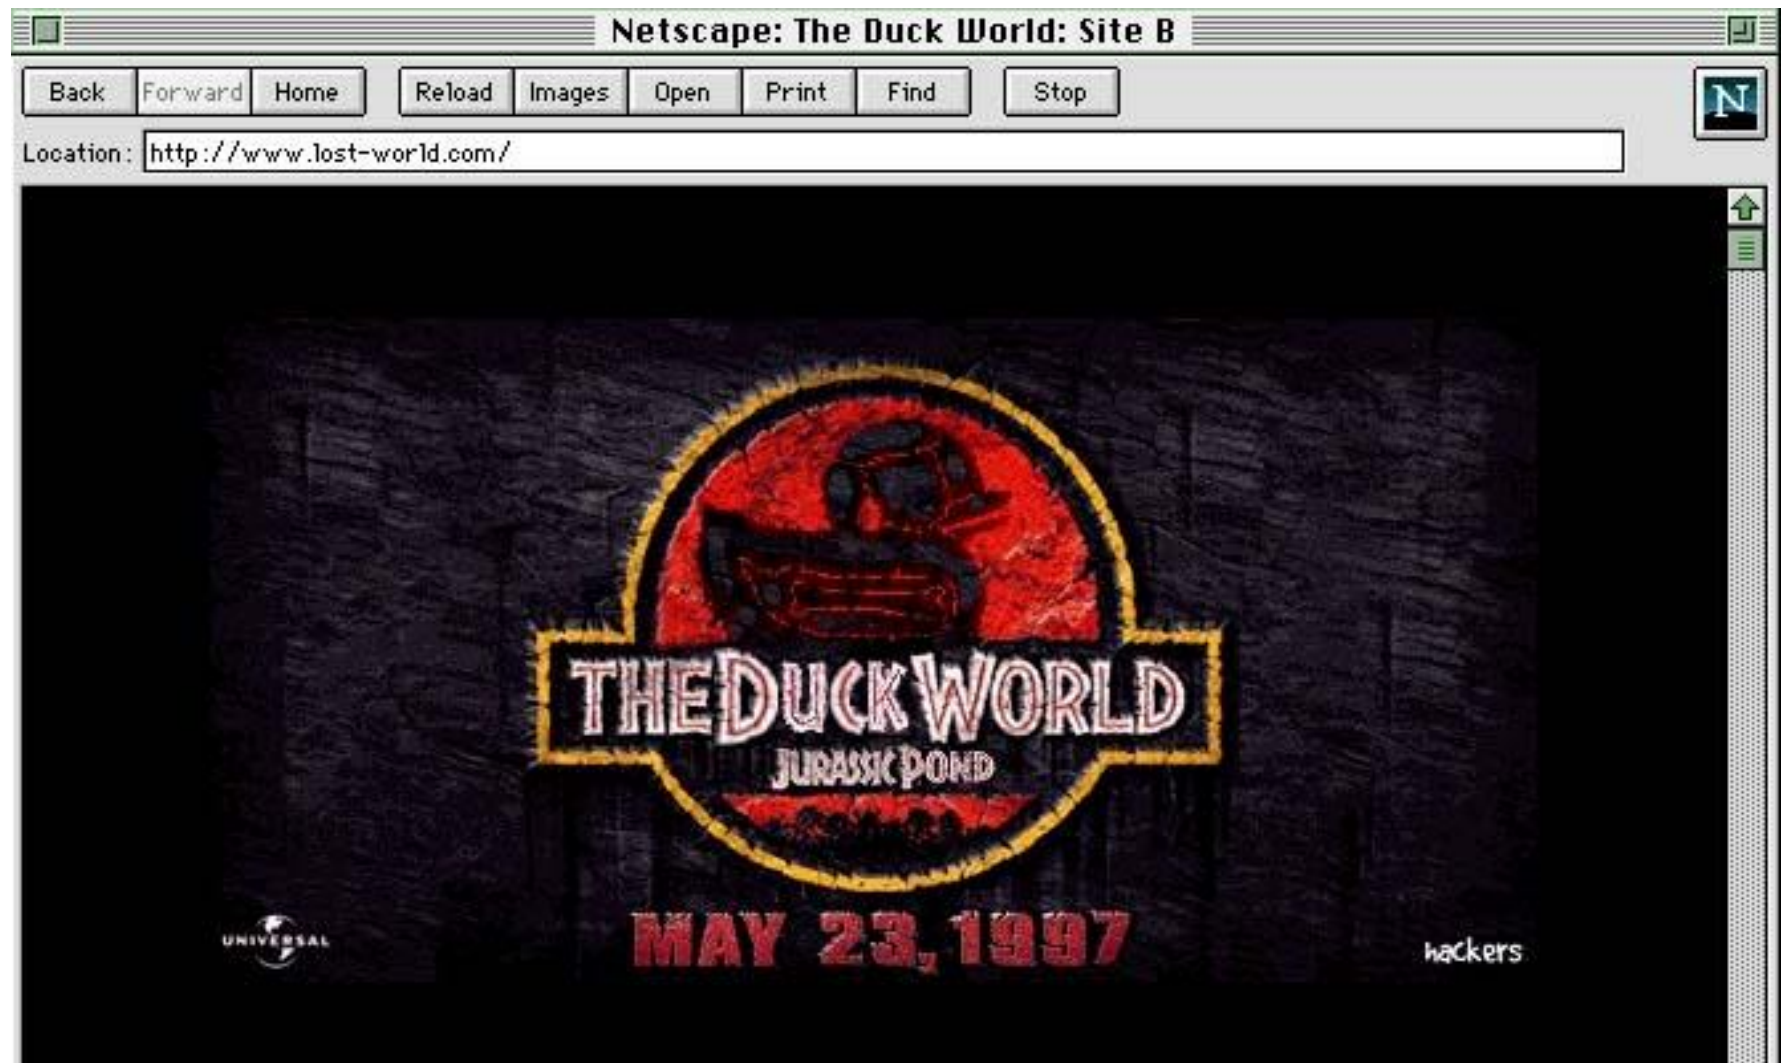 Netscape: The Duck World: Site B
Back Forward Home Reload Images Open Print Find Stop
N
Location: http://www.lost-world.com/
THE DUCK WORLD
JURASSIC POND
MAY 23, 1997
UNIVERSAL
hackers